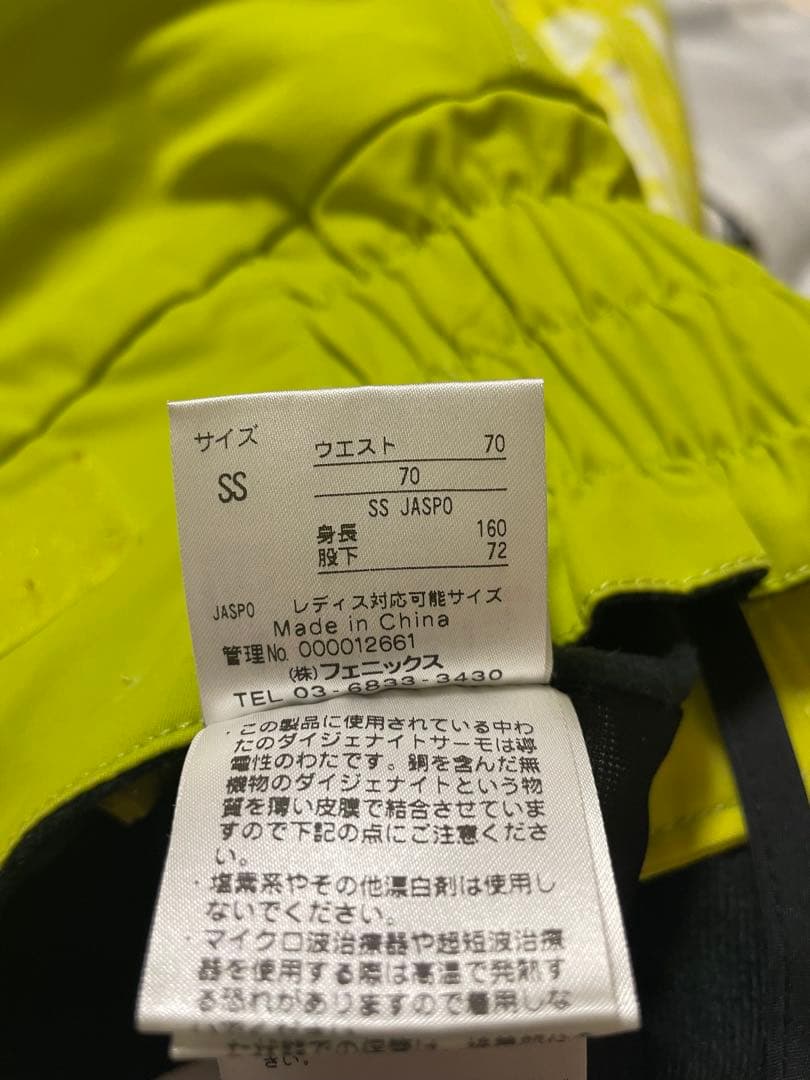 サイズ
SS
ウエスト 70
70
SS JASPO
身長 160
股下 72
JASPO レディス対応可能サイズ
Made in China
管理No. 000012661
(株)フェニックス
TEL 03-6833-3430
・この製品に使用されている中わ
たのダイジェナイトサーモは導
電性のわたです。銅を含んだ無
機物のダイジェナイトという物
質を薄い皮膜で結合させていま
すので下記の点にご注意くださ
い。
・塩素系やその他漂白剤は使用し
ないでください。
・マイクロ波治療器や超短波治療
器を使用する際は高温で発熱す
る恐れがありますので着用しな
いでください
さい。